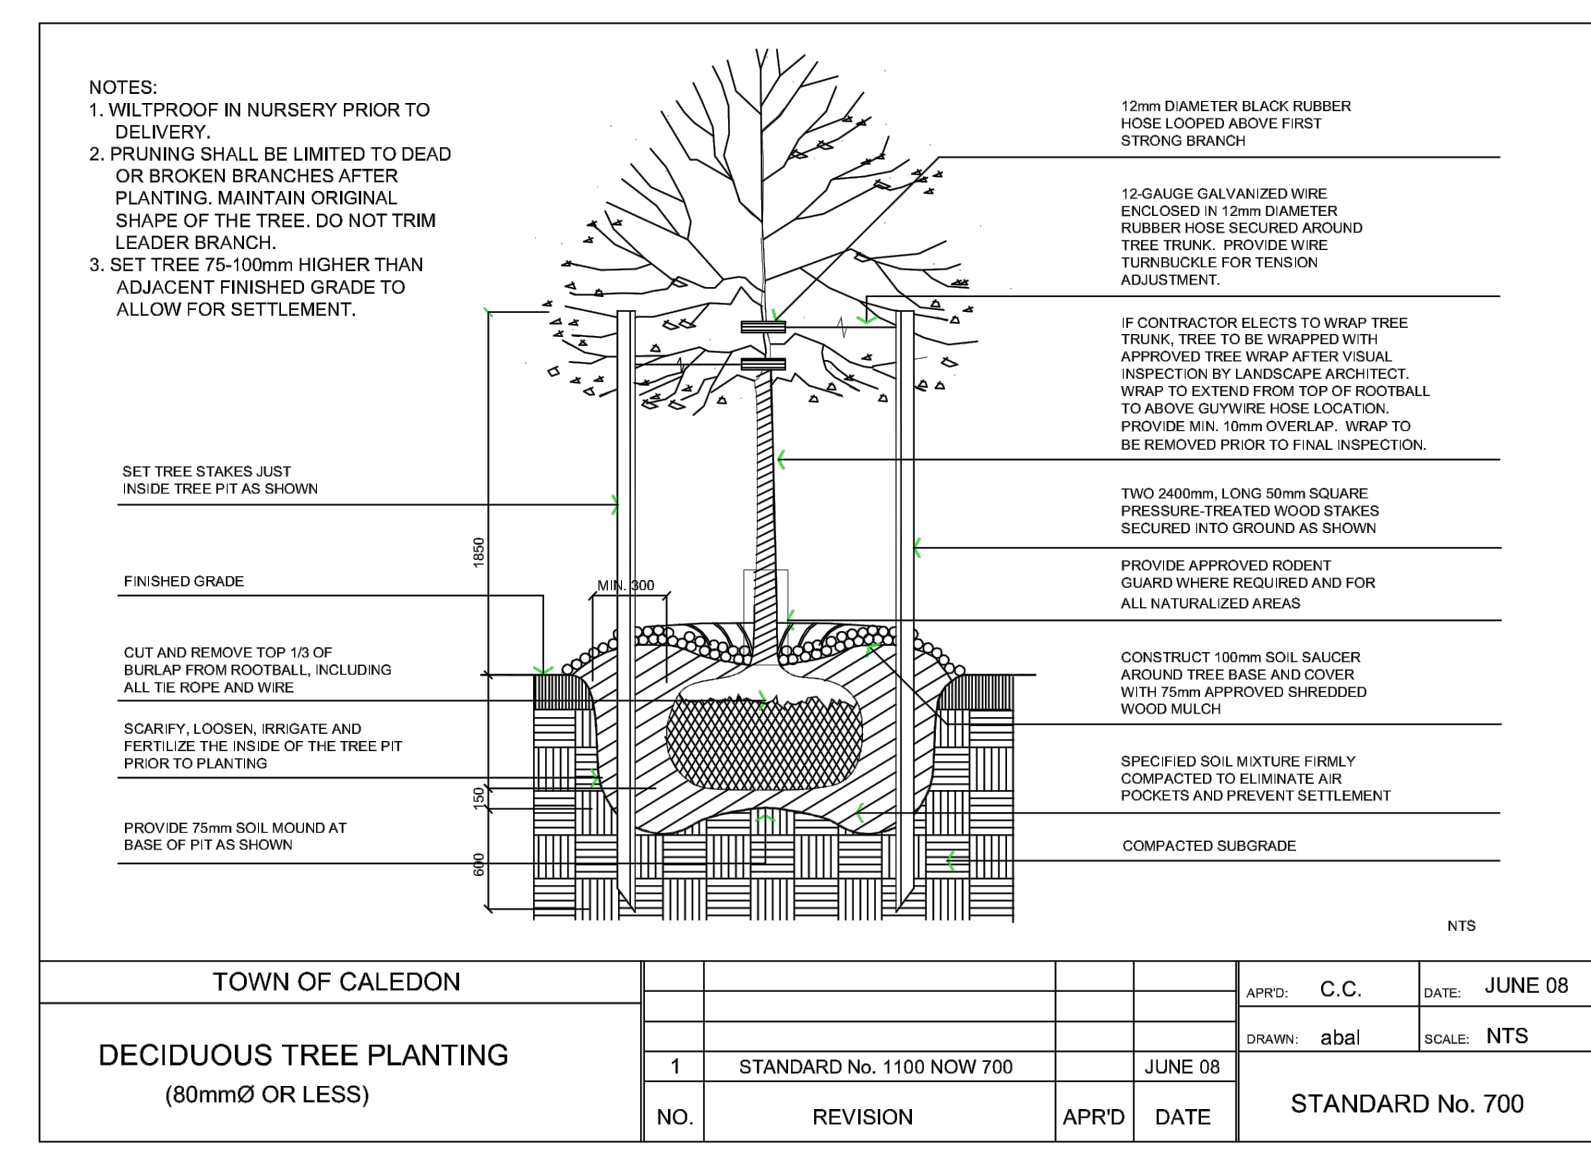 NOTES:
1. WILTPROOF IN NURSERY PRIOR TO
DELIVERY.
2. PRUNING SHALL BE LIMITED TO DEAD
OR BROKEN BRANCHES AFTER
PLANTING. MAINTAIN ORIGINAL
SHAPE OF THE TREE. DO NOT TRIM
LEADER BRANCH.
3. SET TREE 75-100mm HIGHER THAN
ADJACENT FINISHED GRADE TO
ALLOW FOR SETTLEMENT.
SET TREE STAKES JUST
INSIDE TREE PIT AS SHOWN
FINISHED GRADE
CUT AND REMOVE TOP 1/3 OF
BURLAP FROM ROOTBALL, INCLUDING
ALL TIE ROPE AND WIRE
SCARIFY, LOOSEN, IRRIGATE AND
FERTILIZE THE INSIDE OF THE TREE PIT
PRIOR TO PLANTING
PROVIDE 75mm SOIL MOUND AT
BASE OF PIT AS SHOWN
1850
MIN. 300
150
600
12mm DIAMETER BLACK RUBBER
HOSE LOOPED ABOVE FIRST
STRONG BRANCH
12-GAUGE GALVANIZED WIRE
ENCLOSED IN 12mm DIAMETER
RUBBER HOSE SECURED AROUND
TREE TRUNK. PROVIDE WIRE
TURNBUCKLE FOR TENSION
ADJUSTMENT.
IF CONTRACTOR ELECTS TO WRAP TREE
TRUNK, TREE TO BE WRAPPED WITH
APPROVED TREE WRAP AFTER VISUAL
INSPECTION BY LANDSCAPE ARCHITECT.
WRAP TO EXTEND FROM TOP OF ROOTBALL
TO ABOVE GUYWIRE HOSE LOCATION.
PROVIDE MIN. 10mm OVERLAP. WRAP TO
BE REMOVED PRIOR TO FINAL INSPECTION.
TWO 2400mm, LONG 50mm SQUARE
PRESSURE-TREATED WOOD STAKES
SECURED INTO GROUND AS SHOWN
PROVIDE APPROVED RODENT
GUARD WHERE REQUIRED AND FOR
ALL NATURALIZED AREAS
CONSTRUCT 100mm SOIL SAUCER
AROUND TREE BASE AND COVER
WITH 75mm APPROVED SHREDDED
WOOD MULCH
SPECIFIED SOIL MIXTURE FIRMLY
COMPACTED TO ELIMINATE AIR
POCKETS AND PREVENT SETTLEMENT
COMPACTED SUBGRADE
NTS
TOWN OF CALEDON
DECIDUOUS TREE PLANTING
(80mmØ OR LESS)
1 STANDARD No. 1100 NOW 700 JUNE 08
NO. REVISION APR'D DATE
APR'D: C.C. DATE: JUNE 08
DRAWN: abal SCALE: NTS
STANDARD No. 700